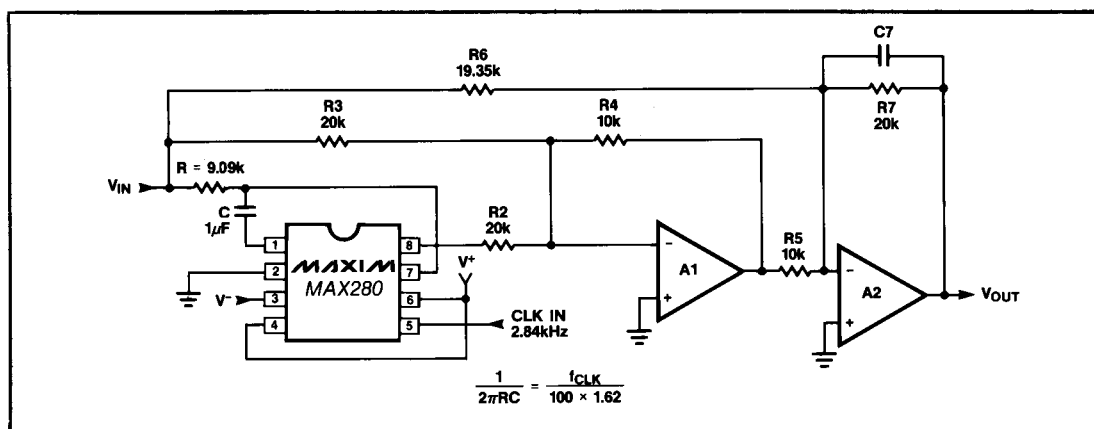 C7
R6
19.35k
R7
20k
R3
20k
R4
10k
R = 9.09k
VIN
C
1μF
R2
20k
R5
10k
1
2
3
4
8
7
6
5
MAXIM
MAX280
V+
V−
CLK IN
2.84kHz
−
A1
+
−
A2
+
VOUT
1/2πRC = fCLK/100 × 1.62